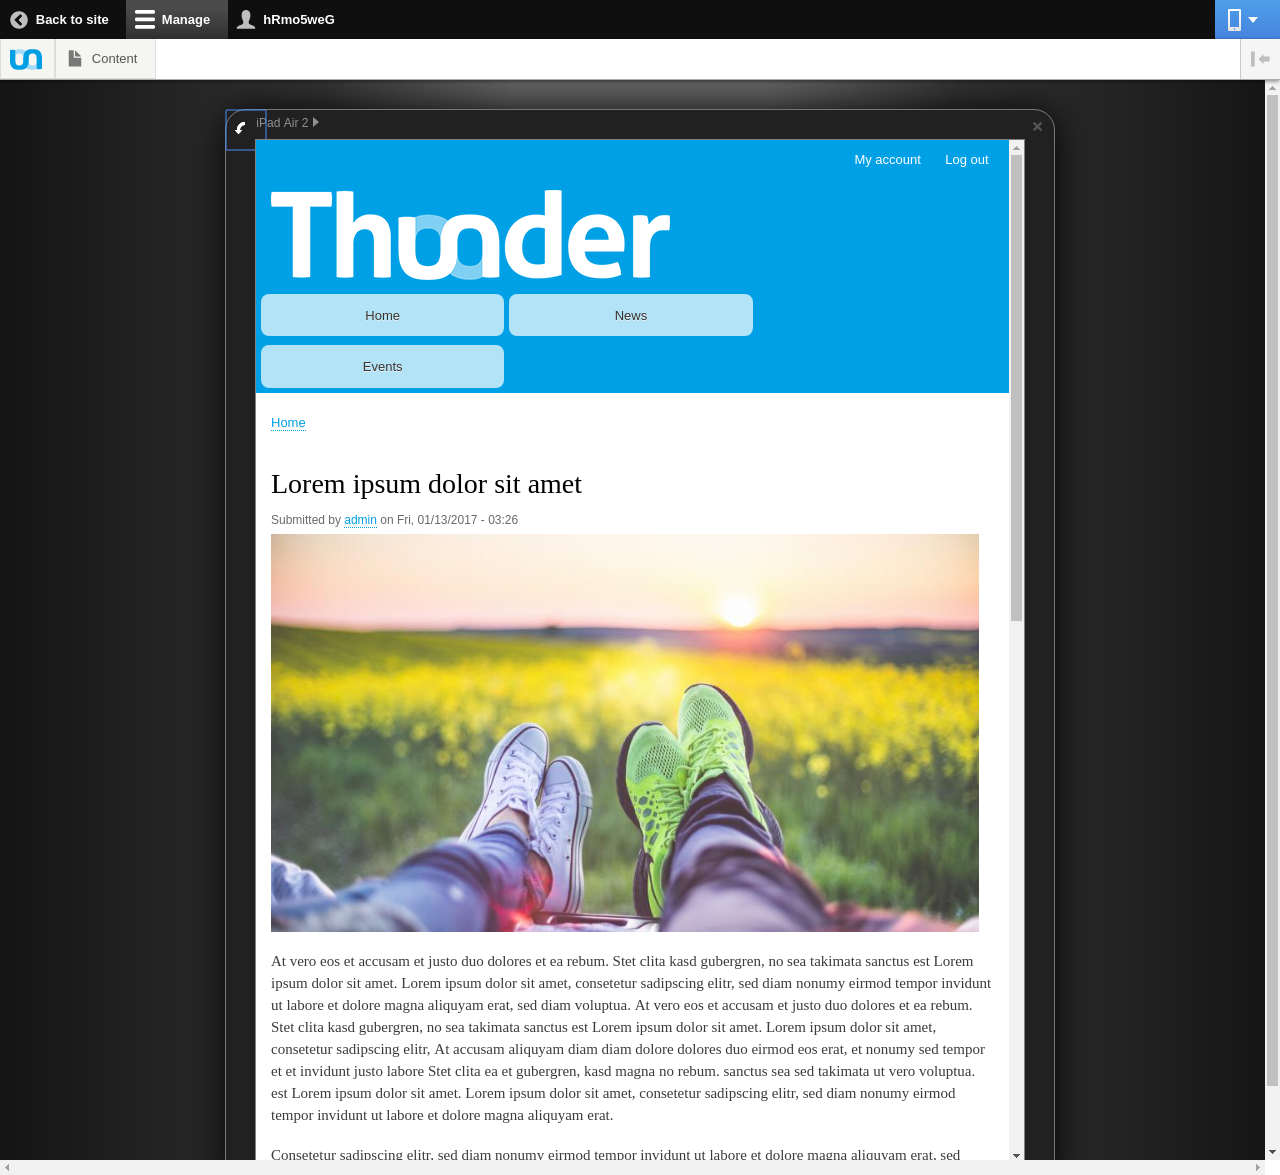 Back to site
Manage
hRmo5weG
Content
iPad Air 2
My account
Log out
Thunder
Home
News
Events
Home
Lorem ipsum dolor sit amet
Submitted by admin on Fri, 01/13/2017 - 03:26
At vero eos et accusam et justo duo dolores et ea rebum. Stet clita kasd gubergren, no sea takimata sanctus est Lorem
ipsum dolor sit amet. Lorem ipsum dolor sit amet, consetetur sadipscing elitr, sed diam nonumy eirmod tempor invidunt
ut labore et dolore magna aliquyam erat, sed diam voluptua. At vero eos et accusam et justo duo dolores et ea rebum.
Stet clita kasd gubergren, no sea takimata sanctus est Lorem ipsum dolor sit amet. Lorem ipsum dolor sit amet,
consetetur sadipscing elitr, At accusam aliquyam diam diam dolore dolores duo eirmod eos erat, et nonumy sed tempor
et et invidunt justo labore Stet clita ea et gubergren, kasd magna no rebum. sanctus sea sed takimata ut vero voluptua.
est Lorem ipsum dolor sit amet. Lorem ipsum dolor sit amet, consetetur sadipscing elitr, sed diam nonumy eirmod
tempor invidunt ut labore et dolore magna aliquyam erat.
Consetetur sadipscing elitr, sed diam nonumy eirmod tempor invidunt ut labore et dolore magna aliquyam erat, sed